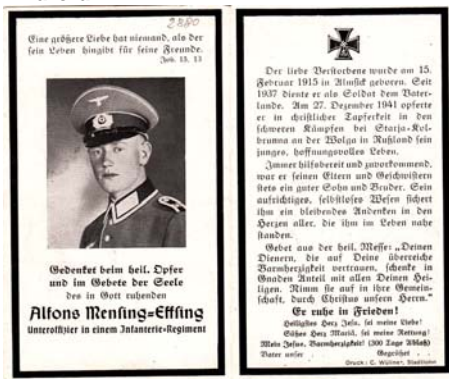 2880
Eine größere Liebe hat niemand, als der
sein Leben hingibt für seine Freunde.
Joh. 15, 13
Gedenket beim heil. Opfer
und im Gebete der Seele
des in Gott ruhenden
Alfons Mensing=Effing
Unteroffizier in einem Infanterie=Regiment
Der liebe Verstorbene wurde am 15.
Februar 1915 in Almsick geboren. Seit
1937 diente er als Soldat dem Vater-
lande. Am 27. Dezember 1941 opferte
er in christlicher Tapferkeit in den
schweren Kämpfen bei Starja-Kol-
brunna an der Wolga in Rußland sein
junges, hoffnungsvolles Leben.
Immer hilfsbereit und zuvorkommend,
war er seinen Eltern und Geschwistern
stets ein guter Sohn und Bruder. Sein
aufrichtiges, selbstloses Wesen sichert
ihm ein bleibendes Andenken in den
Herzen aller, die ihm im Leben nahe
standen.
Gebet aus der heil. Messe: „Deinen
Dienern, die auf Deine überreiche
Barmherzigkeit vertrauen, schenke in
Gnaden Anteil mit allen Deinen Hei-
ligen. Nimm sie auf in ihre Gemein-
schaft, durch Christus unsern Herrn."
Er ruhe in Frieden!
Heiligstes Herz Jesu, sei meine Liebe!
Süßes Herz Mariä, sei meine Rettung!
Mein Jesus, Barmherzigkeit! (300 Tage Ablaß)
Vater unser Gegrüßet
Druck: C. Wüllner, Stadtlohn